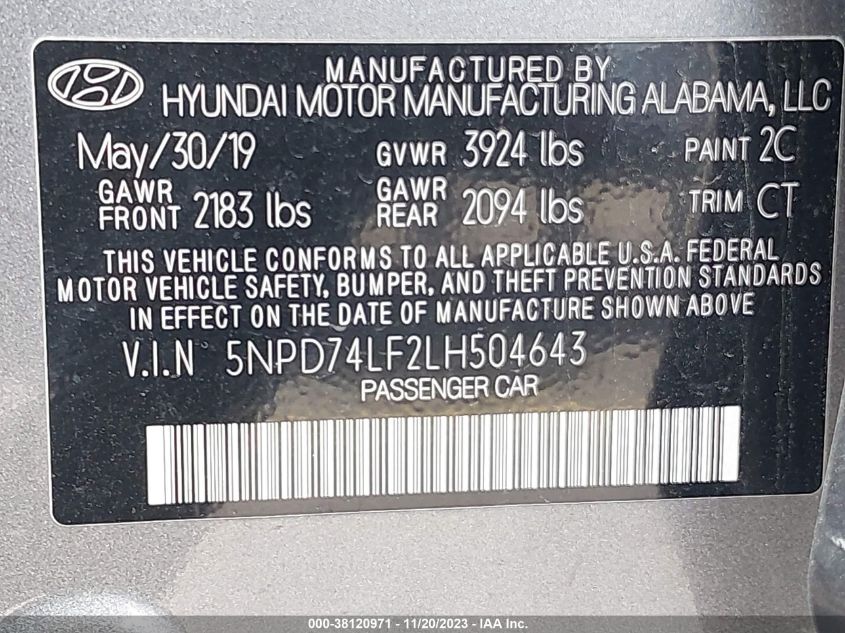 MANUFACTURED BY
HYUNDAI MOTOR MANUFACTURING ALABAMA, LLC
May/30/19 GVWR 3924 lbs PAINT 2C
GAWR FRONT 2183 lbs GAWR REAR 2094 lbs TRIM CT
THIS VEHICLE CONFORMS TO ALL APPLICABLE U.S.A. FEDERAL
MOTOR VEHICLE SAFETY, BUMPER, AND THEFT PREVENTION STANDARDS
IN EFFECT ON THE DATE OF MANUFACTURE SHOWN ABOVE
V.I.N 5NPD74LF2LH504643
PASSENGER CAR
000-38120971 - 11/20/2023 - IAA Inc.